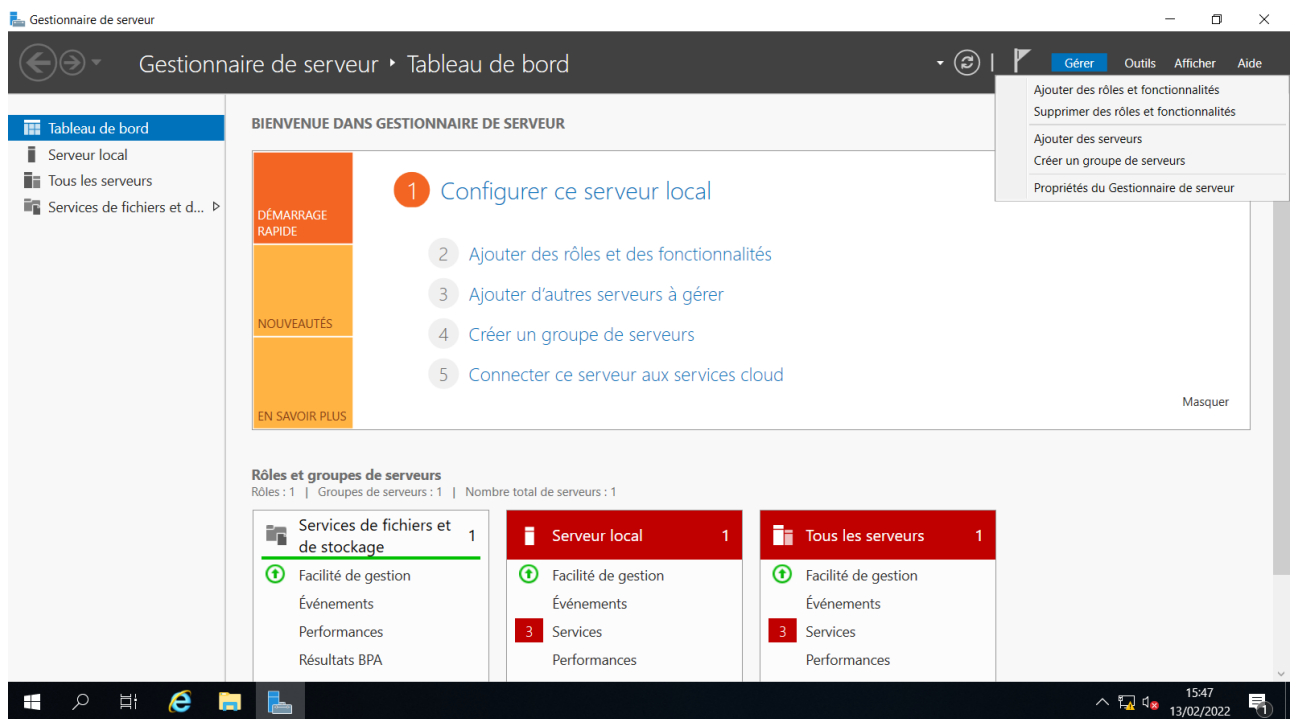 Gestionnaire de serveur
Gestionnaire de serveur ‣ Tableau de bord
Gérer Outils Afficher Aide
Ajouter des rôles et fonctionnalités
Supprimer des rôles et fonctionnalités
Ajouter des serveurs
Créer un groupe de serveurs
Propriétés du Gestionnaire de serveur
Tableau de bord
Serveur local
Tous les serveurs
Services de fichiers et d...
BIENVENUE DANS GESTIONNAIRE DE SERVEUR
DÉMARRAGE
RAPIDE
NOUVEAUTÉS
EN SAVOIR PLUS
1 Configurer ce serveur local
2 Ajouter des rôles et des fonctionnalités
3 Ajouter d’autres serveurs à gérer
4 Créer un groupe de serveurs
5 Connecter ce serveur aux services cloud
Masquer
Rôles et groupes de serveurs
Rôles : 1 | Groupes de serveurs : 1 | Nombre total de serveurs : 1
Services de fichiers et
de stockage
1
Facilité de gestion
Événements
Performances
Résultats BPA
Serveur local 1
Facilité de gestion
Événements
3 Services
Performances
Tous les serveurs 1
Facilité de gestion
Événements
3 Services
Performances
15:47
13/02/2022
1